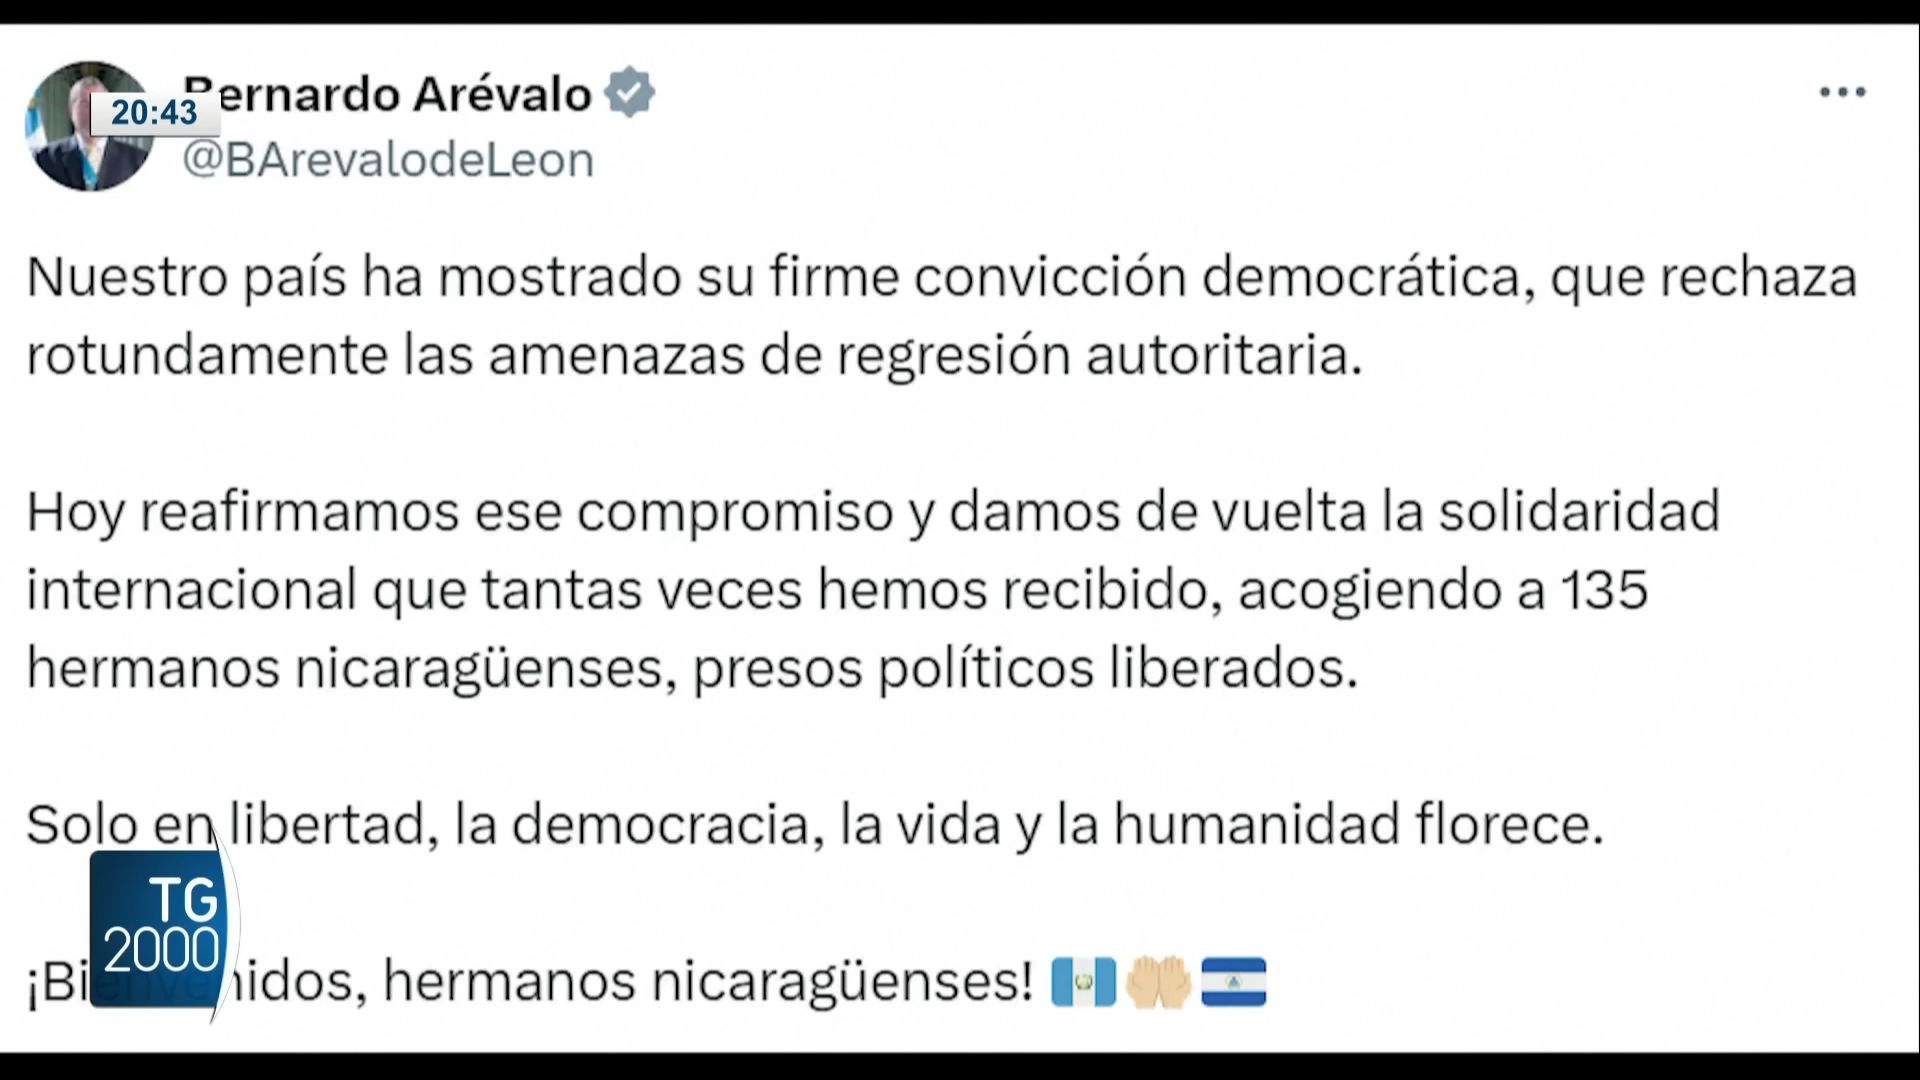 Bernardo Arévalo
20:43
@BArevalodeLeon
Nuestro país ha mostrado su firme convicción democrática, que rechaza
rotundamente las amenazas de regresión autoritaria.
Hoy reafirmamos ese compromiso y damos de vuelta la solidaridad
internacional que tantas veces hemos recibido, acogiendo a 135
hermanos nicaragüenses, presos políticos liberados.
Solo en libertad, la democracia, la vida y la humanidad florece.
¡Bienvenidos, hermanos nicaragüenses!
TG
2000